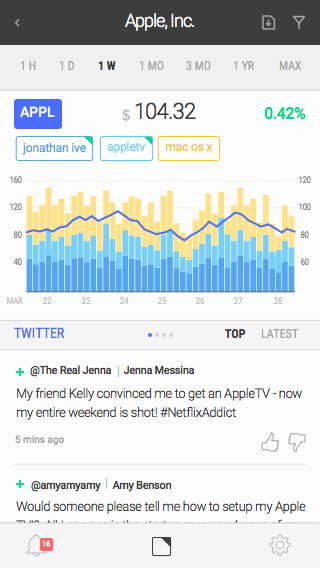 Apple, Inc.
1 H 1 D 1 W 1 MO 3 MO 1 YR MAX
APPL $ 104.32 0.42%
jonathan ive appletv mac os x
160 120
120 100
80 80
40 60
MAR 22 23 24 25 26 27 28
TWITTER TOP LATEST
@The Real Jenna | Jenna Messina
My friend Kelly convinced me to get an AppleTV - now
my entire weekend is shot! #NetflixAddict
5 mins ago
@amyamyamy | Amy Benson
Would someone please tell me how to setup my Apple
16